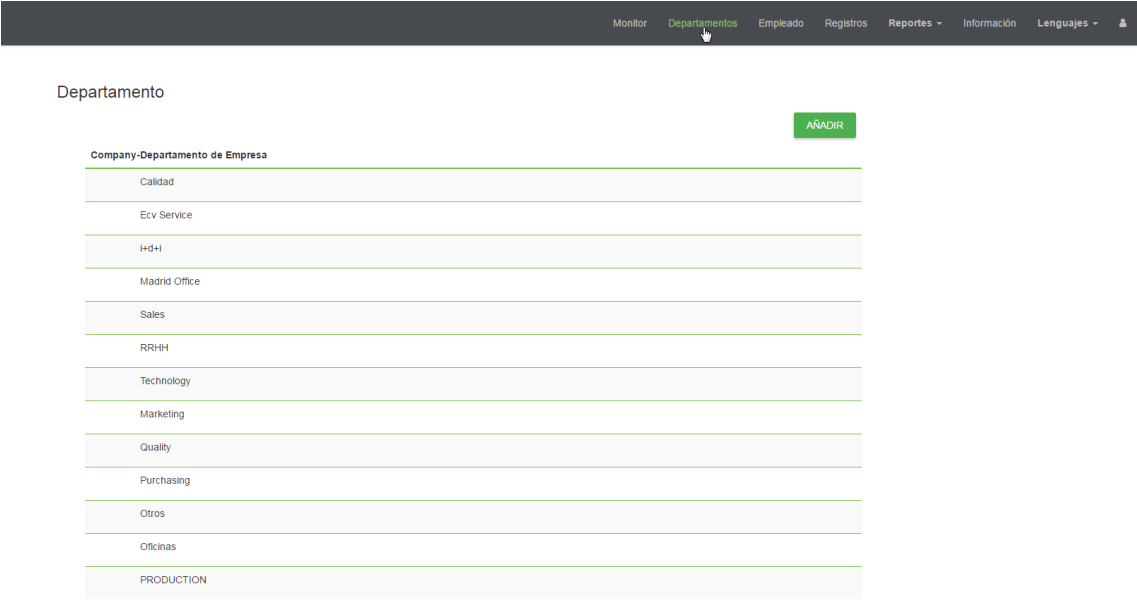 Monitor Departamentos Empleado Registros Reportes Información Lenguajes
Departamento
AÑADIR
Company-Departamento de Empresa
Calidad
Ecv Service
i+d+i
Madrid Office
Sales
RRHH
Technology
Marketing
Quality
Purchasing
Otros
Oficinas
PRODUCTION